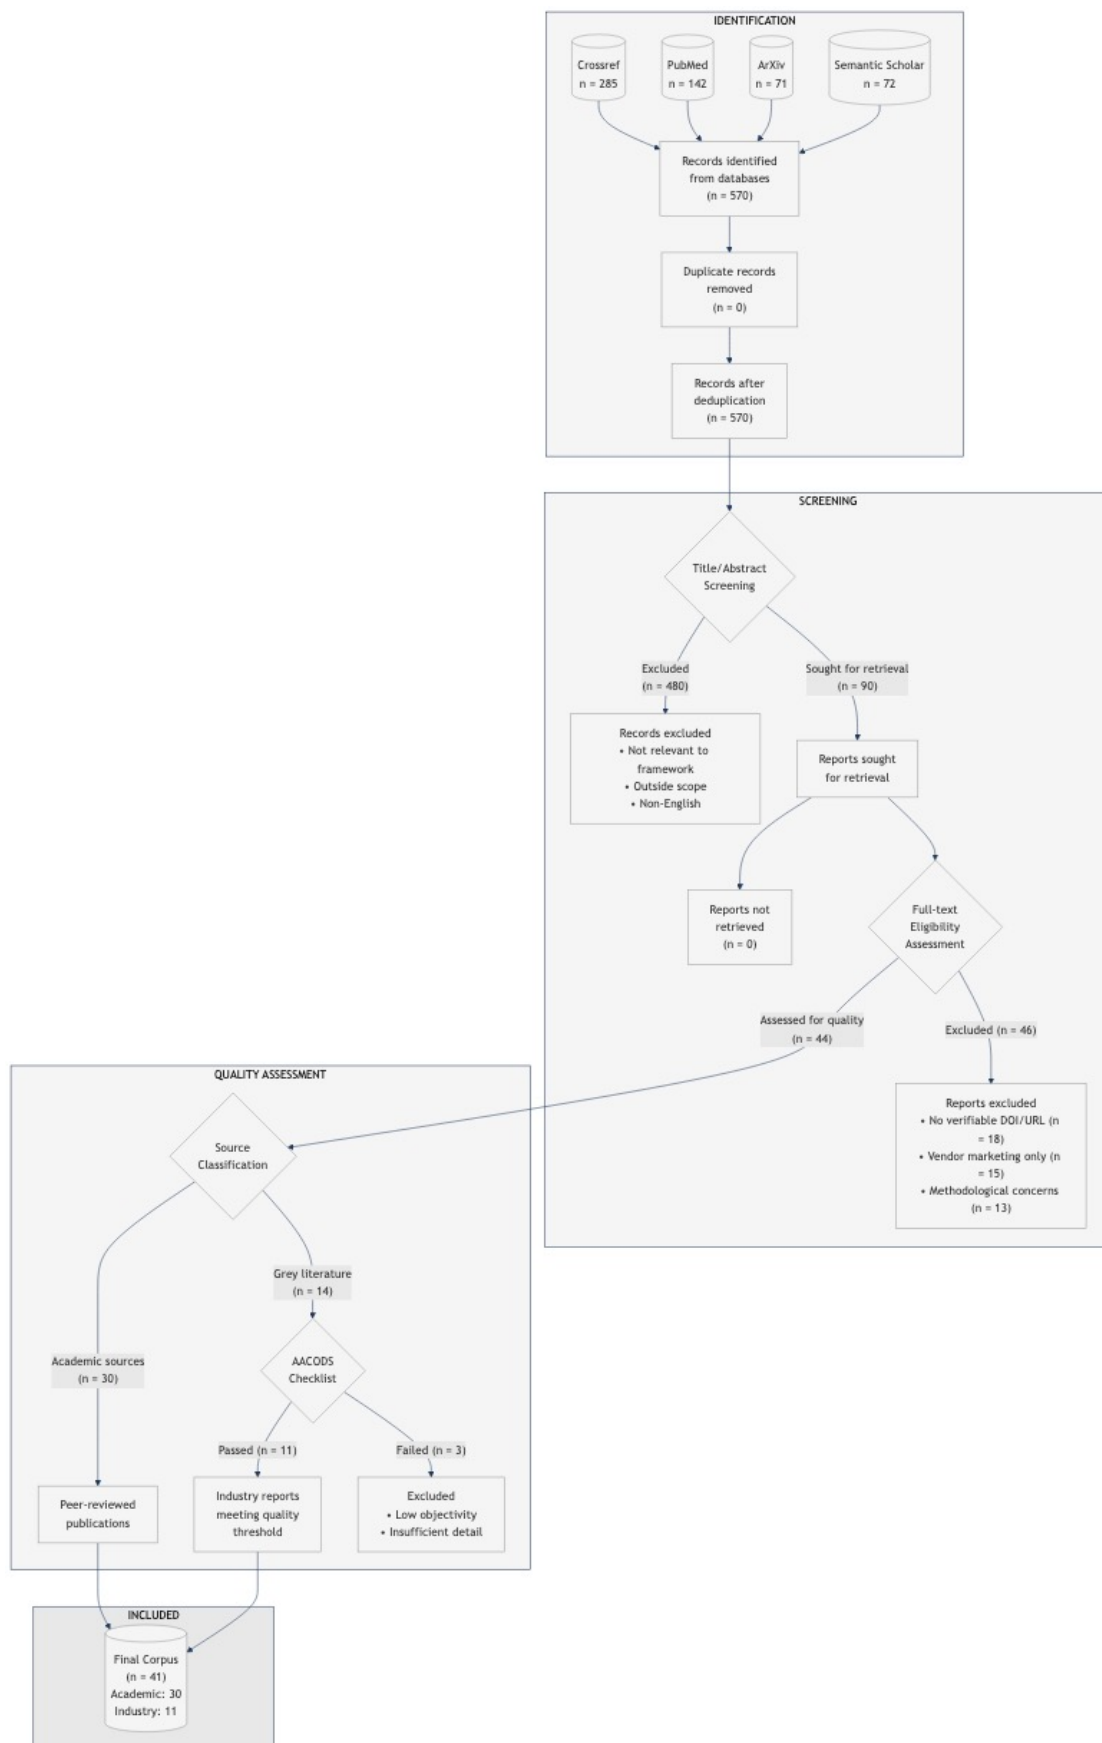 IDENTIFICATION
Crossref
n = 285
PubMed
n = 142
ArXiv
n = 71
Semantic Scholar
n = 72
Records identified
from databases
(n = 570)
Duplicate records
removed
(n = 0)
Records after
deduplication
(n = 570)
SCREENING
Title/Abstract
Screening
Excluded
(n = 480)
Sought for retrieval
(n = 90)
Records excluded
• Not relevant to
framework
• Outside scope
• Non-English
Reports sought
for retrieval
Reports not
retrieved
(n = 0)
Full-text
Eligibility
Assessment
Assessed for quality
(n = 44)
Excluded (n = 46)
Reports excluded
• No verifiable DOI/URL (n
= 18)
• Vendor marketing only (n
= 15)
• Methodological concerns
(n = 13)
QUALITY ASSESSMENT
Source
Classification
Grey literature
(n = 14)
Academic sources
(n = 30)
AACODS
Checklist
Passed (n = 11)
Failed (n = 3)
Peer-reviewed
publications
Industry reports
meeting quality
threshold
Excluded
• Low objectivity
• Insufficient detail
INCLUDED
Final Corpus
(n = 41)
Academic: 30
Industry: 11